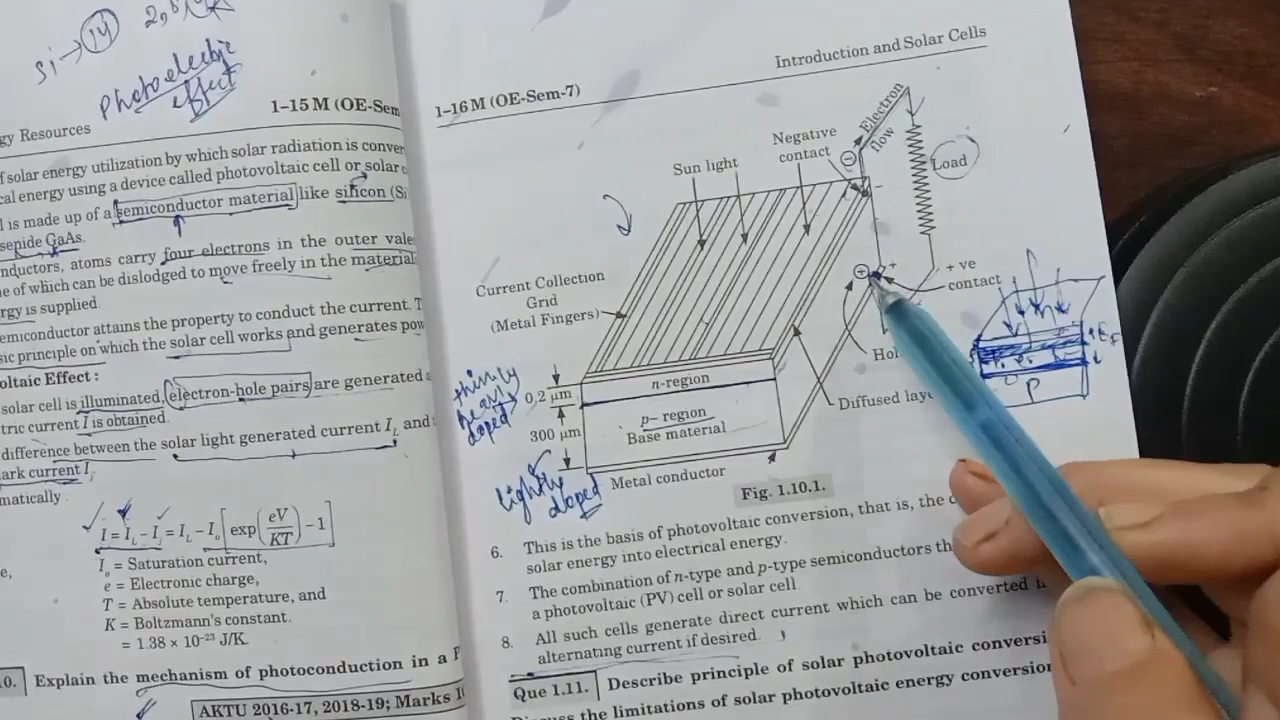 Si → 14
Photoelectric
effect
1–15 M (OE-Sem
gy Resources
f solar energy utilization by which solar radiation is conver
cal energy using a device called photovoltaic cell or solar c
l is made up of a semiconductor material like silicon (Si
senide GaAs.
nductors, atoms carry four electrons in the outer vale
e of which can be dislodged to move freely in the material
rgy is supplied.
emiconductor attains the property to conduct the current. T
sic principle on which the solar cell works and generates pow
oltaic Effect :
solar cell is illuminated, electron-hole pairs are generated
tric current I is obtained.
difference between the solar light generated current I_L and
ark current I_j
matically
I = I_L – I_j = I_L – I_o [exp(eV/KT) – 1]
I_o = Saturation current,
e, e = Electronic charge,
T = Absolute temperature, and
K = Boltzmann's constant.
= 1.38 × 10⁻²³ J/K.
10. Explain the mechanism of photoconduction in a P
AKTU 2016-17, 2018-19; Marks 1
1–16 M (OE-Sem-7)
Introduction and Solar Cells
Sun light
Negative
contact
Electron
flow
Load
+ ve
contact
Current Collection
Grid
(Metal Fingers)
Hol
Diffused lay
n-region
0.2 μm
p– region
Base material
300 μm
Metal conductor
thinly
heavy
doped
lightly
doped
P
Fig. 1.10.1.
6. This is the basis of photovoltaic conversion, that is, the c
solar energy into electrical energy.
7. The combination of n-type and p-type semiconductors th
a photovoltaic (PV) cell or solar cell
8. All such cells generate direct current which can be converted i
alternating current if desired.
Que 1.11. Describe principle of solar photovoltaic conversi
the limitations of solar photovoltaic energy conversion